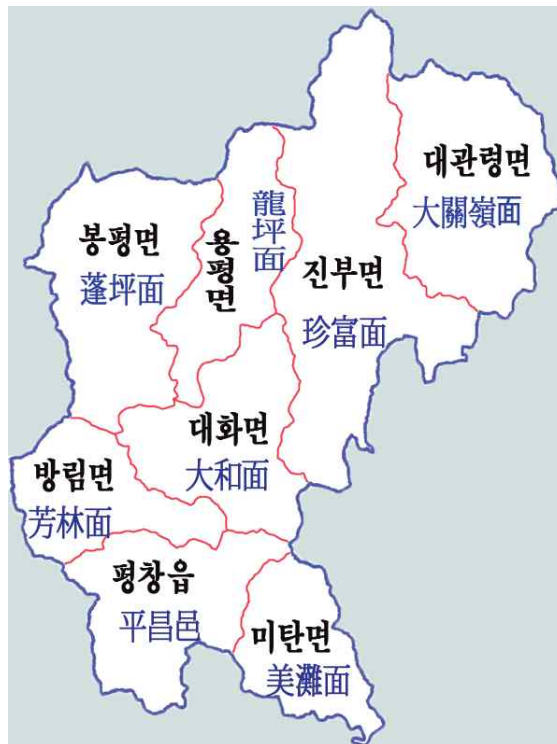 대관령면
大關嶺面
봉평면
蓬坪面
용평면
龍坪面
진부면
珍富面
대화면
大和面
방림면
芳林面
평창읍
平昌邑
미탄면
美灘面